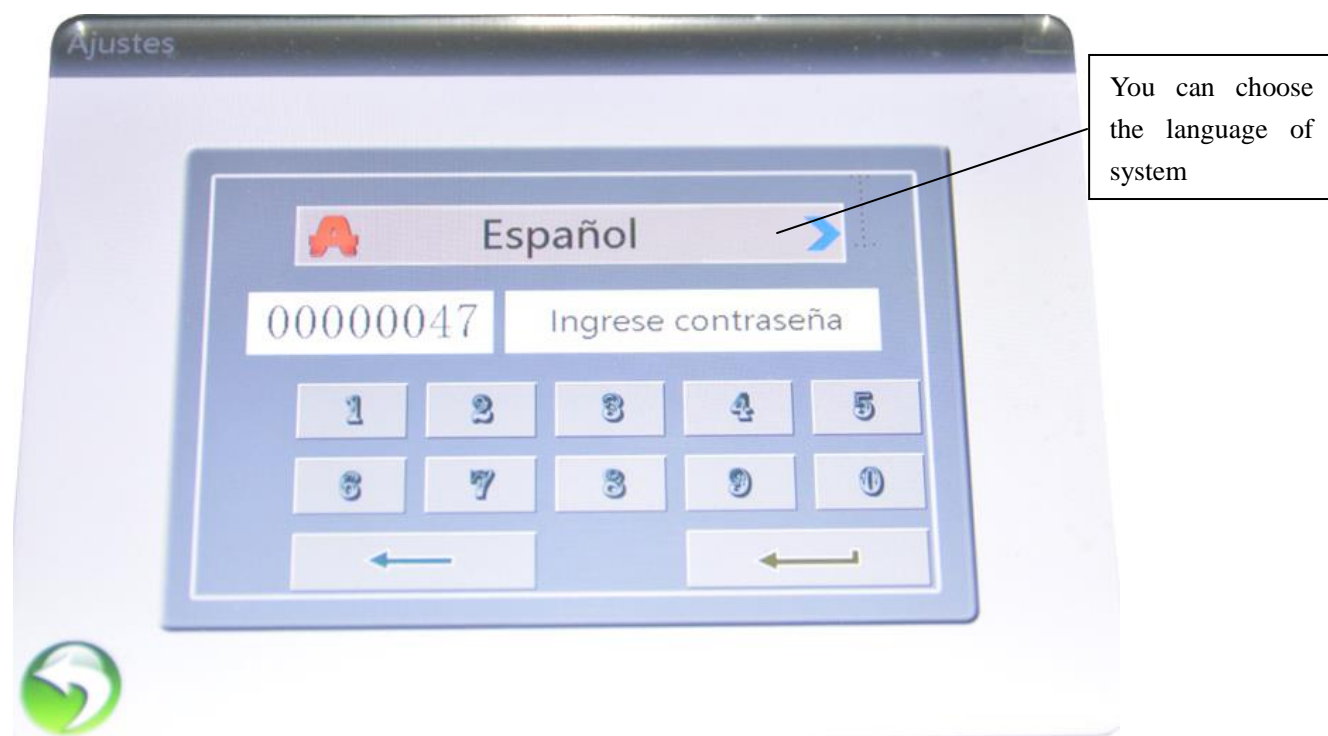 Ajustes
You can choose
the language of
system
Español
00000047 Ingrese contraseña
1 2 3 4 5
6 7 8 9 0